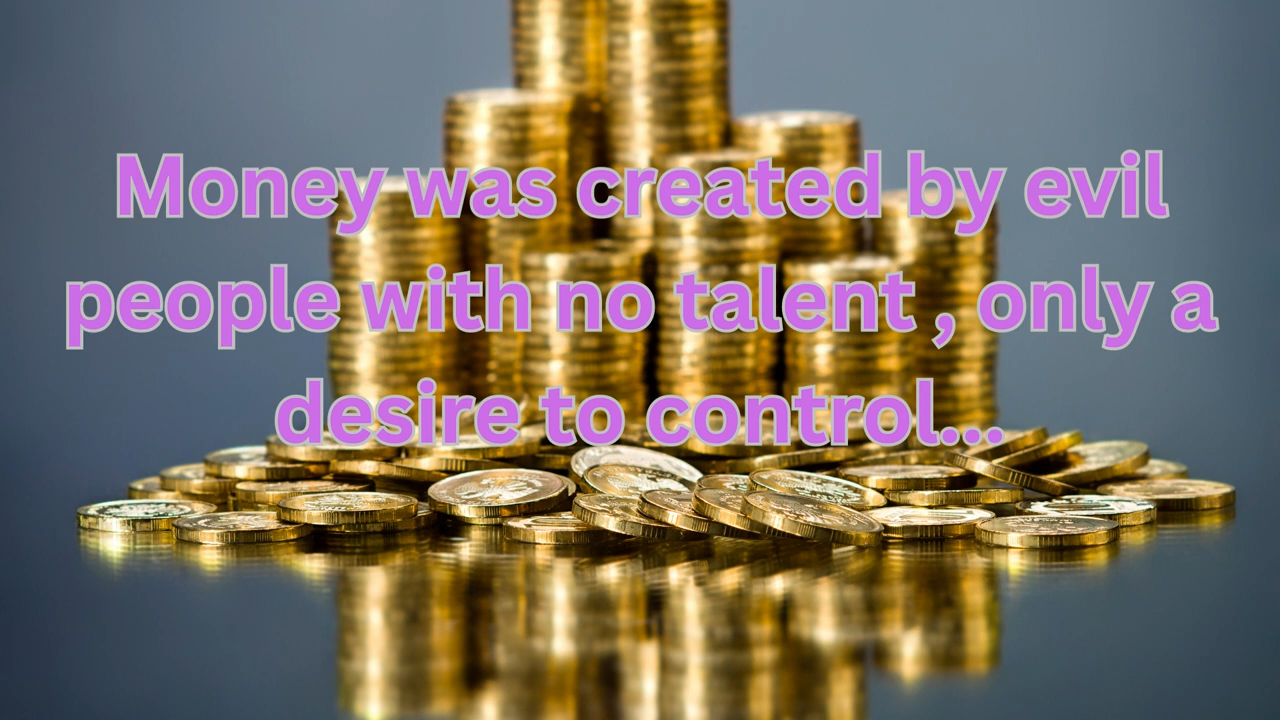 Money was created by evil
people with no talent , only a
desire to control...